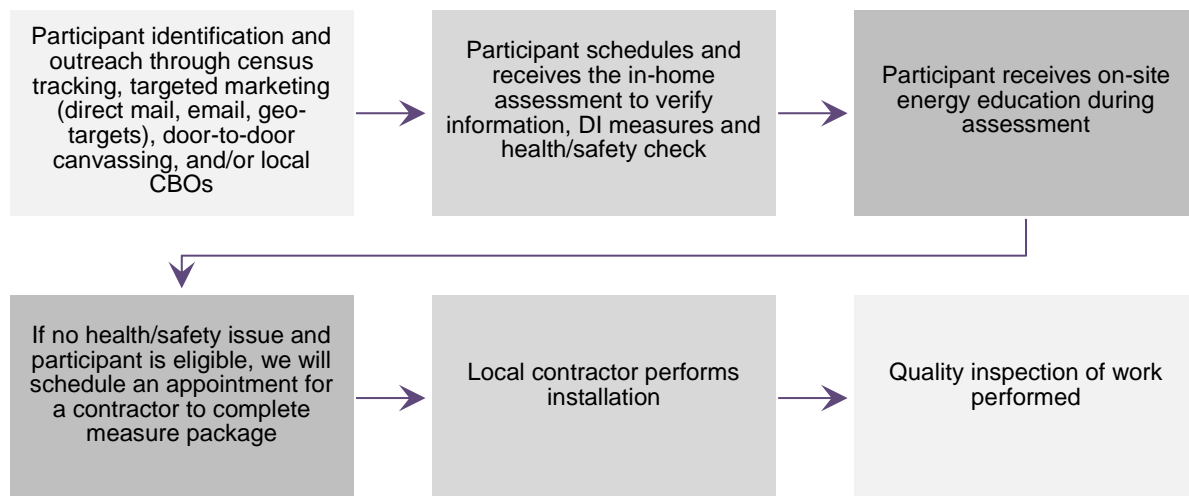 Participant identification and
outreach through census
tracking, targeted marketing
(direct mail, email, geo-
targets), door-to-door
canvassing, and/or local
CBOs
Participant schedules and
receives the in-home
assessment to verify
information, DI measures and
health/safety check
Participant receives on-site
energy education during
assessment
If no health/safety issue and
participant is eligible, we will
schedule an appointment for
a contractor to complete
measure package
Local contractor performs
installation
Quality inspection of work
performed